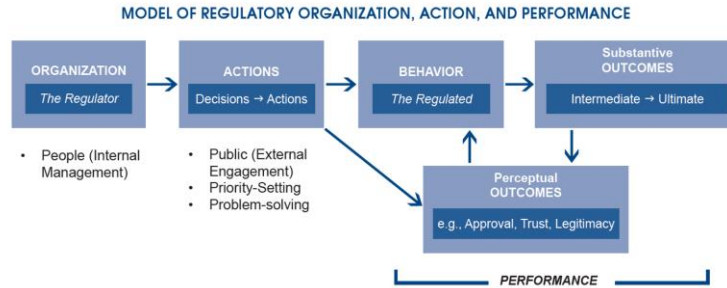 MODEL OF REGULATORY ORGANIZATION, ACTION, AND PERFORMANCE
ORGANIZATION
The Regulator
ACTIONS
Decisions → Actions
BEHAVIOR
The Regulated
Substantive
OUTCOMES
Intermediate → Ultimate
• People (Internal
Management)
• Public (External
Engagement)
• Priority-Setting
• Problem-solving
Perceptual
OUTCOMES
e.g., Approval, Trust, Legitimacy
PERFORMANCE